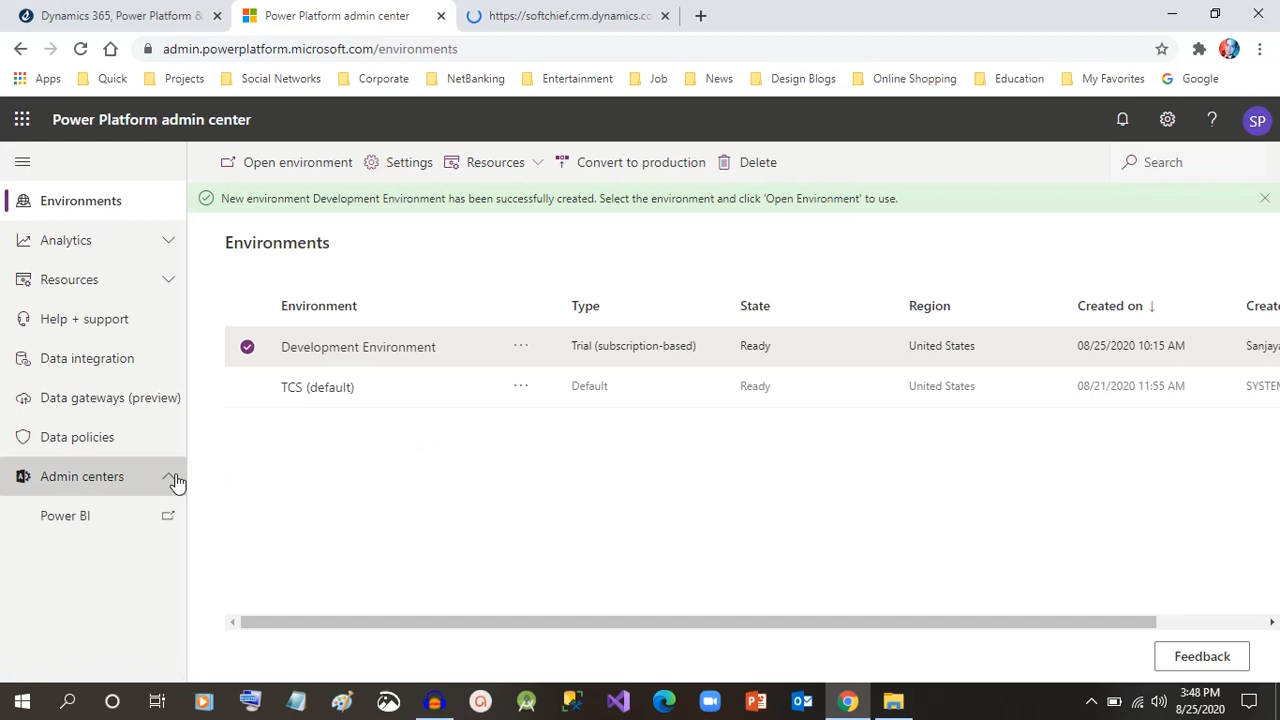 Dynamics 365, Power Platform &
Power Platform admin center
https://softchief.crm.dynamics.co
admin.powerplatform.microsoft.com/environments
Apps
Quick
Projects
Social Networks
Corporate
NetBanking
Entertainment
Job
News
Design Blogs
Online Shopping
Education
My Favorites
Google
Power Platform admin center
SP
Open environment
Settings
Resources
Convert to production
Delete
Search
New environment Development Environment has been successfully created. Select the environment and click 'Open Environment' to use.
Environments
Analytics
Resources
Help + support
Data integration
Data gateways (preview)
Data policies
Admin centers
Power BI
Environments
Environment Type State Region Created on ↓ Create
Development Environment ... Trial (subscription-based) Ready United States 08/25/2020 10:15 AM Sanjaya
TCS (default) ... Default Ready United States 08/21/2020 11:55 AM SYSTEM
Feedback
3:48 PM
8/25/2020